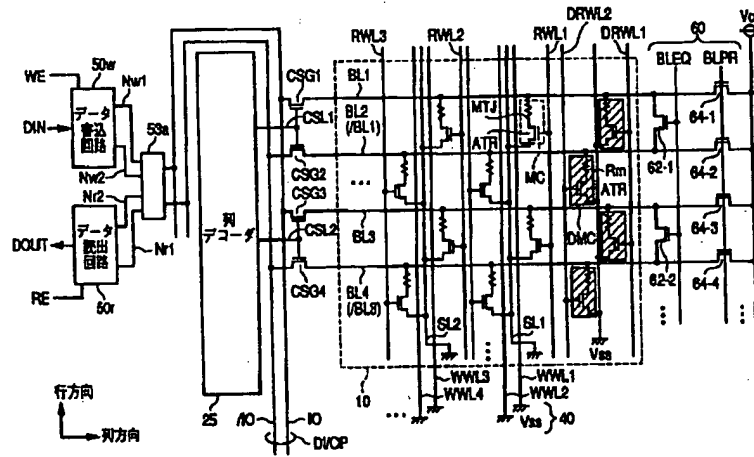 RWL3
RWL2
RWL1
DRWL2
DRWL1
60
BLEQ
BLPR
WE
50w
Nw1
CSG1
BL1
CSL1
MTJ
64-1
DIN
データ
書込
回路
53a
BL2
(/BL1)
ATR
MC
64-2
62-1
Nw2
CSG2
CSG3
Rm
ATR
Nr2
データ
読出
回路
列
デコーダ
CSL2
BL3
DMC
64-3
DOUT
Nr1
CSG4
BL4
(/BL3)
62-2
64-4
RE
50r
SL2
SL1
Vss
10
WWL3
WWL4
WWL1
WWL2
40
Vss
行方向
列方向
25
/IO
IO
DI/OP